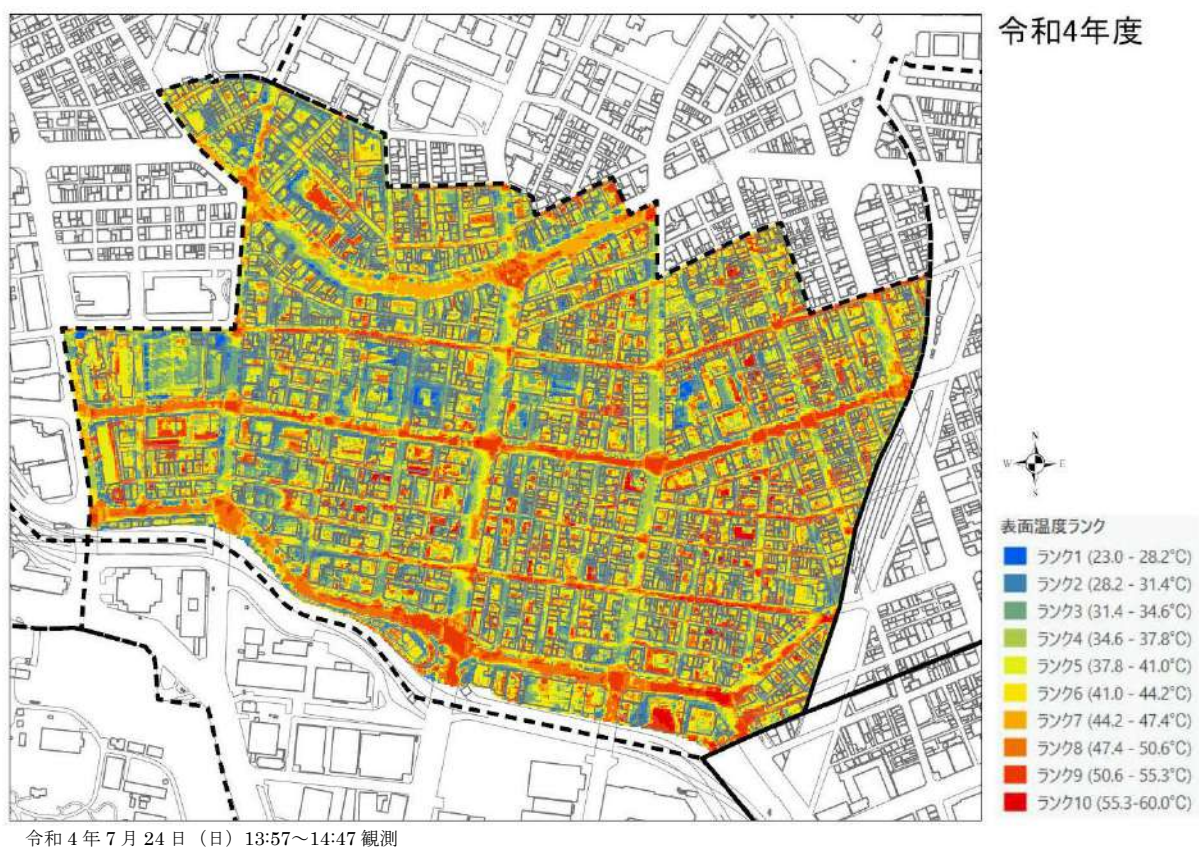 令和4年度
N
W E
S
表面温度ランク
ランク1 (23.0 - 28.2°C)
ランク2 (28.2 - 31.4°C)
ランク3 (31.4 - 34.6°C)
ランク4 (34.6 - 37.8°C)
ランク5 (37.8 - 41.0°C)
ランク6 (41.0 - 44.2°C)
ランク7 (44.2 - 47.4°C)
ランク8 (47.4 - 50.6°C)
ランク9 (50.6 - 55.3°C)
ランク10 (55.3-60.0°C)
令和 4 年 7 月 24 日（日）13:57～14:47 観測